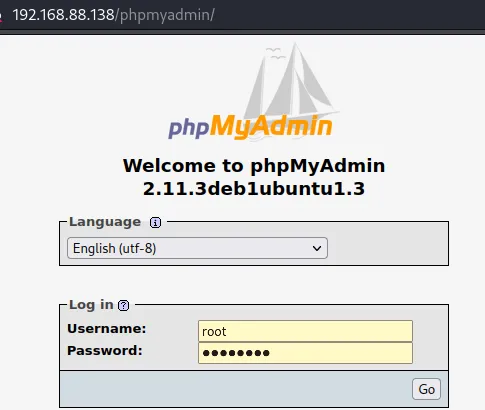 192.168.88.138/phpmyadmin/
phpMyAdmin
Welcome to phpMyAdmin
2.11.3deb1ubuntu1.3
Language
English (utf-8)
Log in ?
Username: root
Password: ●●●●●●●●
Go